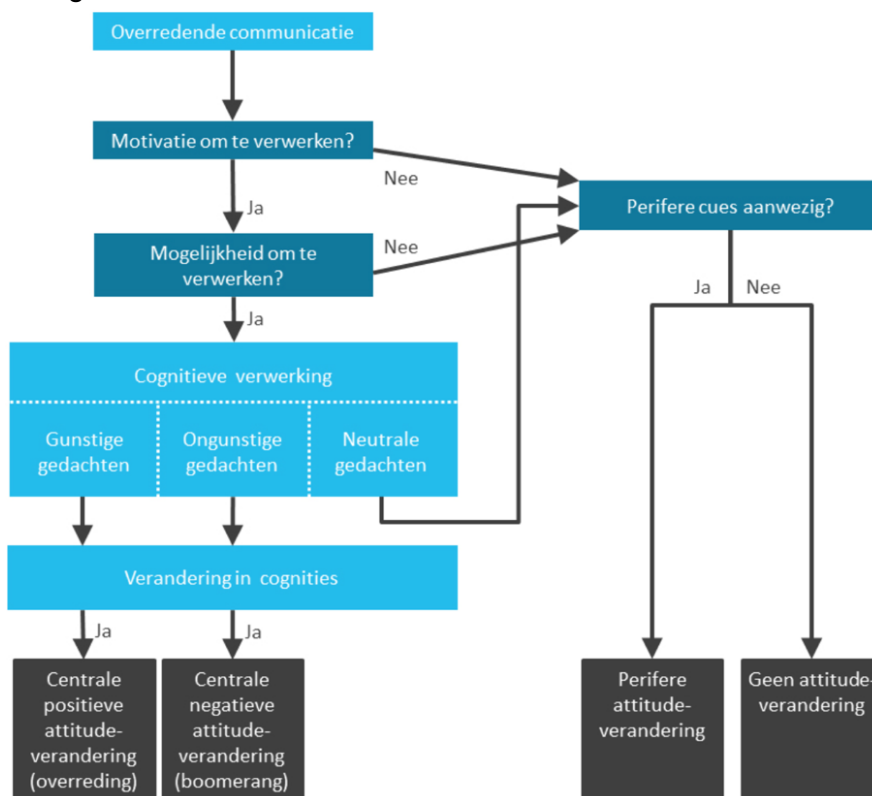 Overredende communicatie
Motivatie om te verwerken?
Nee
Perifere cues aanwezig?
Ja
Nee
Mogelijkheid om te
verwerken?
Ja
Ja
Nee
Cognitieve verwerking
Gunstige
gedachten
Ongunstige
gedachten
Neutrale
gedachten
Verandering in cognities
Ja
Ja
Centrale
positieve
attitude-
verandering
(overreding)
Centrale
negatieve
attitude-
verandering
(boomerang)
Perifere
attitude-
verandering
Geen attitude-
verandering